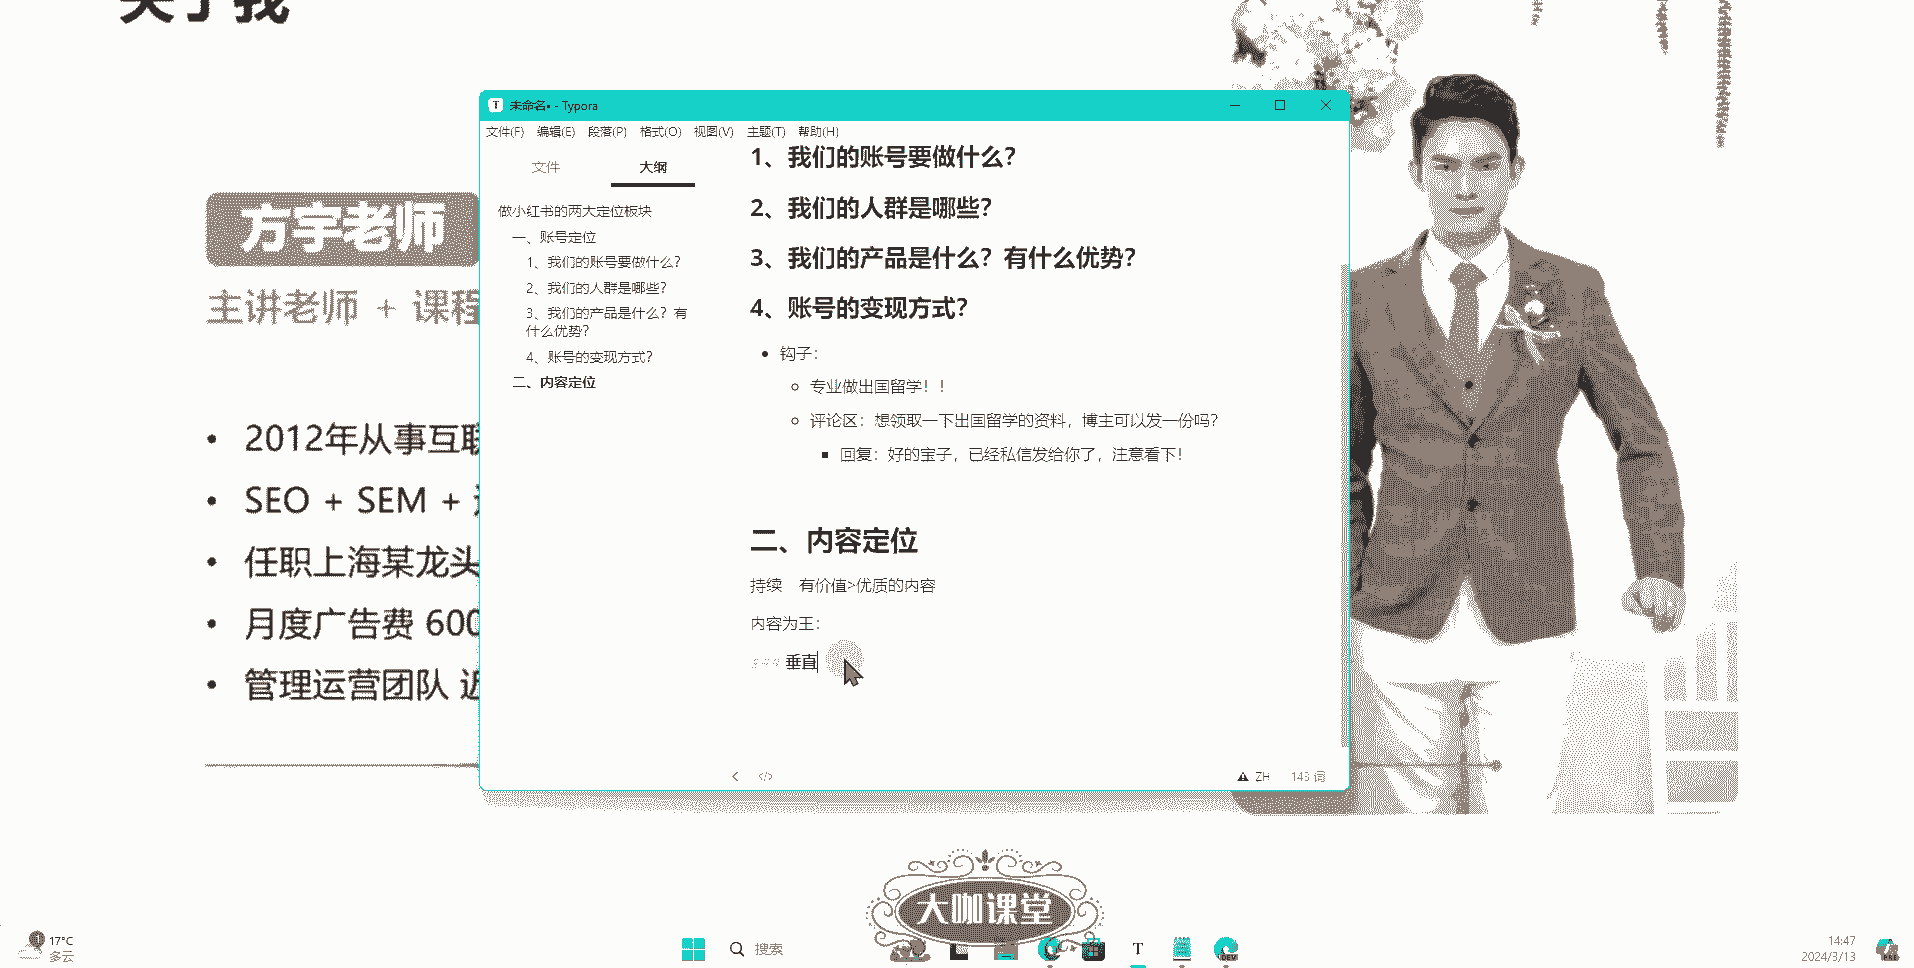 关于我
方宇老师
主讲老师 + 课程
• 2012年从事互联
• SEO + SEM +
• 任职上海某龙头
• 月度广告费 600
• 管理运营团队 近
未命名• - Typora
文件(F) 编辑(E) 段落(P) 格式(O) 视图(V) 主题(T) 帮助(H)
文件 大纲
做小红书的两大定位板块
一、账号定位
1、我们的账号要做什么？
2、我们的人群是哪些？
3、我们的产品是什么？有
什么优势？
4、账号的变现方式？
二、内容定位
1、我们的账号要做什么？
2、我们的人群是哪些？
3、我们的产品是什么？有什么优势？
4、账号的变现方式？
• 钩子：
专业做出国留学！！
评论区：想领取一下出国留学的资料，博主可以发一份吗？
回复：好的宝子，已经私信发给你了，注意看下！
二、内容定位
持续 有价值>优质的内容
内容为王：
### 垂直
</> ZH 145 词
大咖课堂
1
17°C
多云
搜索
T
DEV
14:47
2024/3/13
PRE